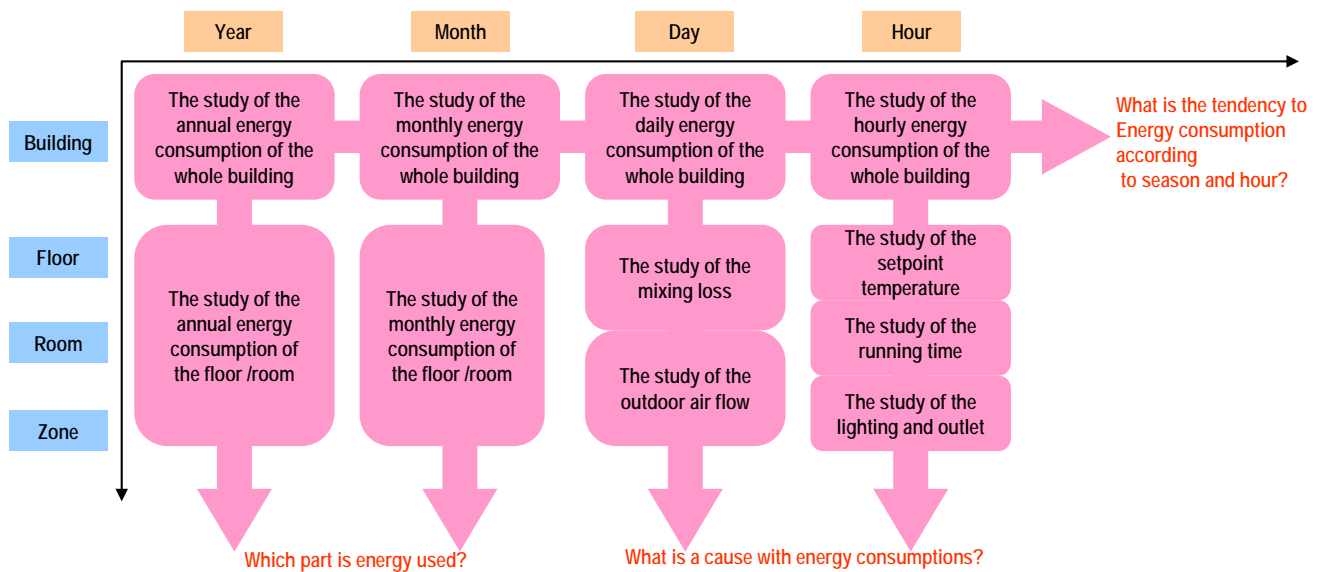 Year
Month
Day
Hour
Building
The study of the
annual energy
consumption of the
whole building
The study of the
monthly energy
consumption of the
whole building
The study of the
daily energy
consumption of the
whole building
The study of the
hourly energy
consumption of the
whole building
What is the tendency to
Energy consumption
according
to season and hour?
Floor
Room
Zone
The study of the
annual energy
consumption of
the floor /room
The study of the
monthly energy
consumption of
the floor /room
The study of the
mixing loss
The study of the
outdoor air flow
The study of the
setpoint
temperature
The study of the
running time
The study of the
lighting and outlet
Which part is energy used?
What is a cause with energy consumptions?